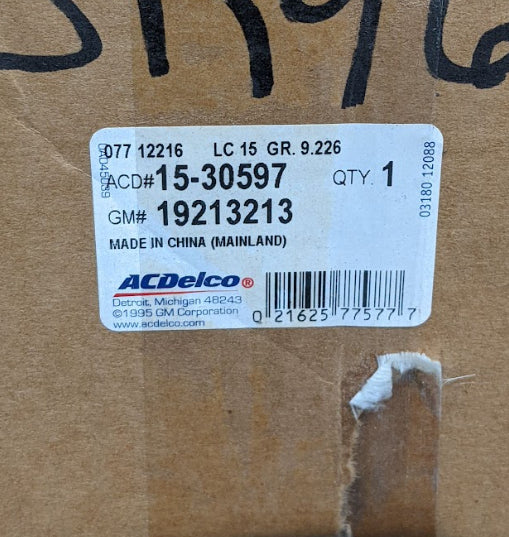 077 12216 LC 15 GR. 9.226
ACD# 15-30597 QTY. 1
GM# 19213213
MADE IN CHINA (MAINLAND)
ACDelco®
Detroit, Michigan 48243
©1995 GM Corporation
www.acdelco.com
0 21625 77577 7
03180 12088